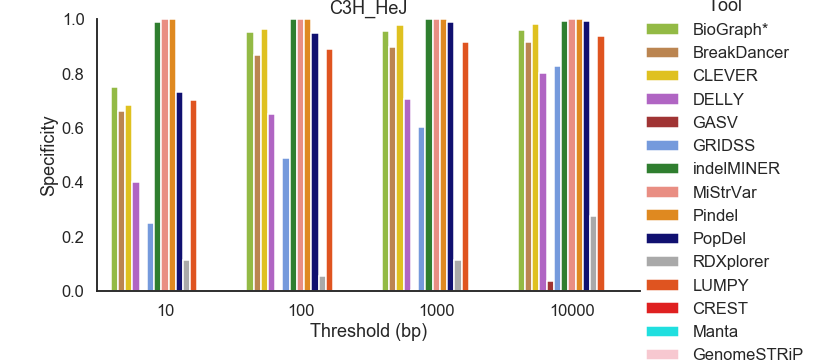 C3H_HeJ
Specificity
1.0
0.8
0.6
0.4
0.2
0.0
10 100 1000 10000
Threshold (bp)
Tool
BioGraph*
BreakDancer
CLEVER
DELLY
GASV
GRIDSS
indelMINER
MiStrVar
Pindel
PopDel
RDXplorer
LUMPY
CREST
Manta
GenomeSTRiP